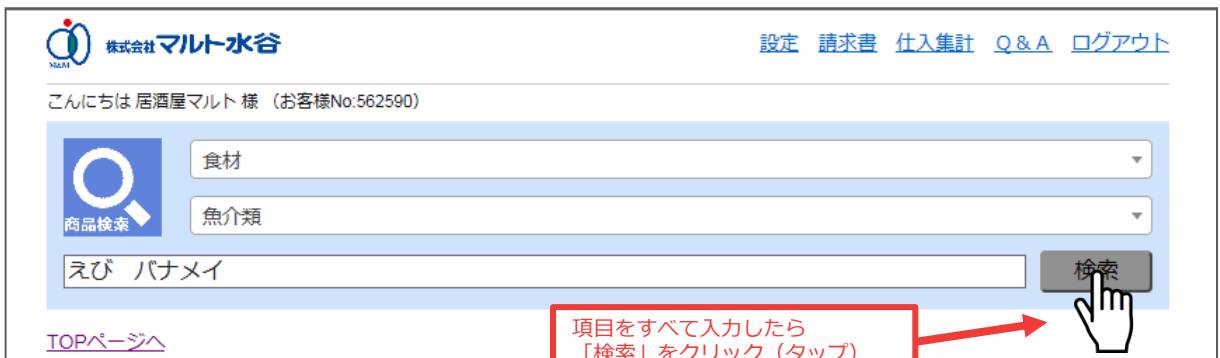 株式会社マルト水谷
M&M
設定 請求書 仕入集計 Q&A ログアウト
こんにちは 居酒屋マルト 様 （お客様No:562590）
食材
商品検索
魚介類
えび　バナメイ
検索
項目をすべて入力したら
「検索」をクリック（タップ）
TOPページへ